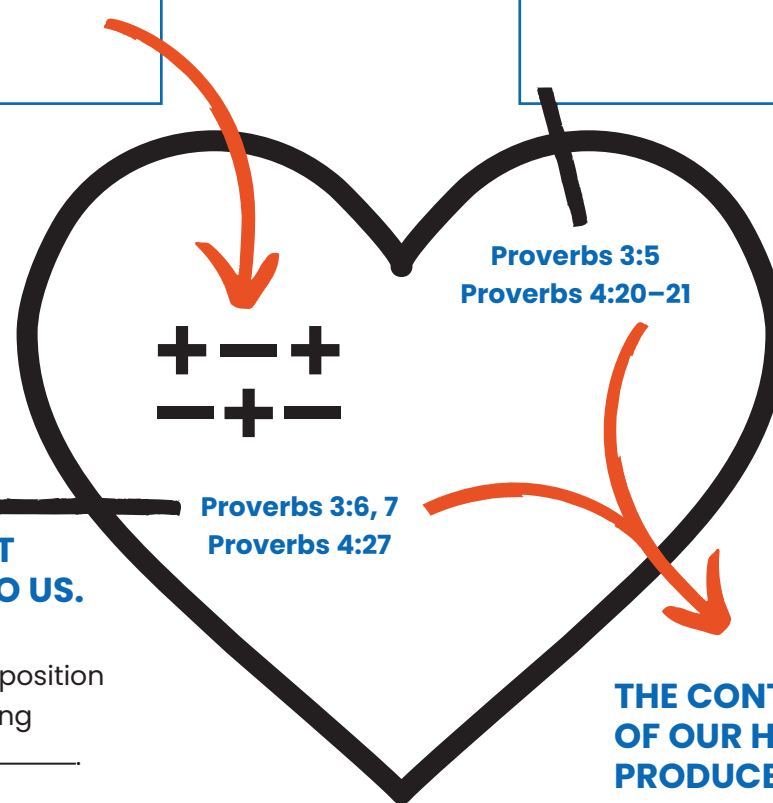 Proverbs 3:5
Proverbs 4:20–21
+ — +
— + —
Proverbs 3:6, 7
Proverbs 4:27
O US.
position
THE CONT
OF OUR H
PRODUCE